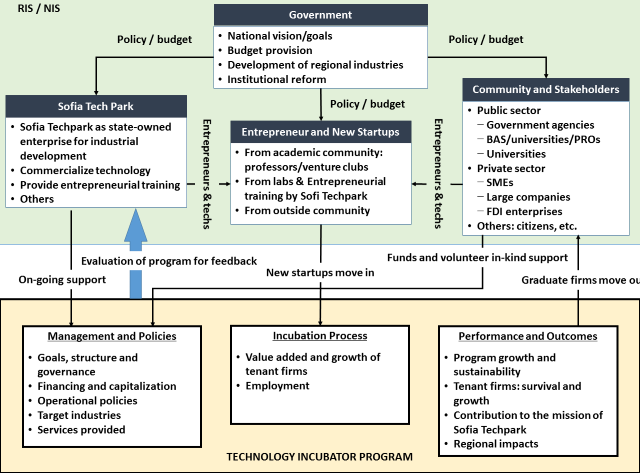 RIS / NIS
Government
• National vision/goals
• Budget provision
• Development of regional industries
• Institutional reform
Policy / budget
Policy / budget
Policy / budget
Sofia Tech Park
• Sofia Techpark as state-owned
enterprise for industrial
development
• Commercialize technology
• Provide entrepreneurial training
• Others
Entrepreneurs & techs
Entrepreneur and New Startups
• From academic community:
professors/venture clubs
• From labs & Entrepreneurial
training by Sofi Techpark
• From outside community
Entrepreneurs & techs
Community and Stakeholders
• Public sector
– Government agencies
– BAS/universities/PROs
– Universities
• Private sector
– SMEs
– Large companies
– FDI enterprises
• Others: citizens, etc.
Evaluation of program for feedback
On-going support
New startups move in
Funds and volunteer in-kind support
Graduate firms move ou
Management and Policies
• Goals, structure and
governance
• Financing and capitalization
• Operational policies
• Target industries
• Services provided
Incubation Process
• Value added and growth of
tenant firms
• Employment
Performance and Outcomes
• Program growth and
sustainability
• Tenant firms: survival and
growth
• Contribution to the mission of
Sofia Techpark
• Regional impacts
TECHNOLOGY INCUBATOR PROGRAM